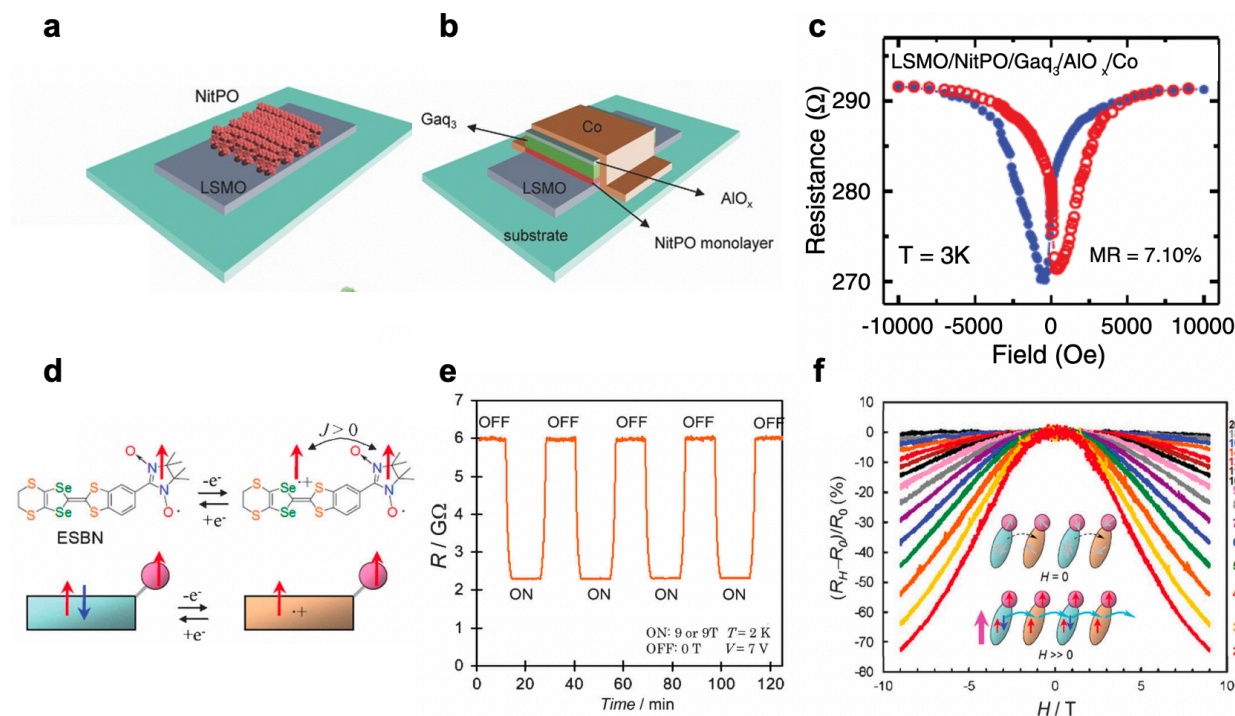 a
NitPO
LSMO
b
Gaq3
Co
LSMO
AlOx
substrate
NitPO monolayer
c
LSMO/NitPO/Gaq3/AlOx/Co
Resistance (Ω)
290
280
270
T = 3K
MR = 7.10%
-10000 -5000 0 5000 10000
Field (Oe)
d
J > 0
O
N
N
O
S
S
Se
Se
S
S
-e-
+e-
ESBN
O
N
N
O
S
S
Se
Se
S
S
·+
-e-
+e-
·+
e
OFF OFF OFF OFF OFF
ON ON ON ON
R / GΩ
7
6
5
4
3
2
1
0
ON: 9 or 9T T = 2 K
OFF: 0 T V = 7 V
0 20 40 60 80 100 120
Time / min
f
(RH–R0)/R0 (%)
10
0
-10
-20
-30
-40
-50
-60
-70
-80
H = 0
H >> 0
-10 -5 0 5 10
H / T